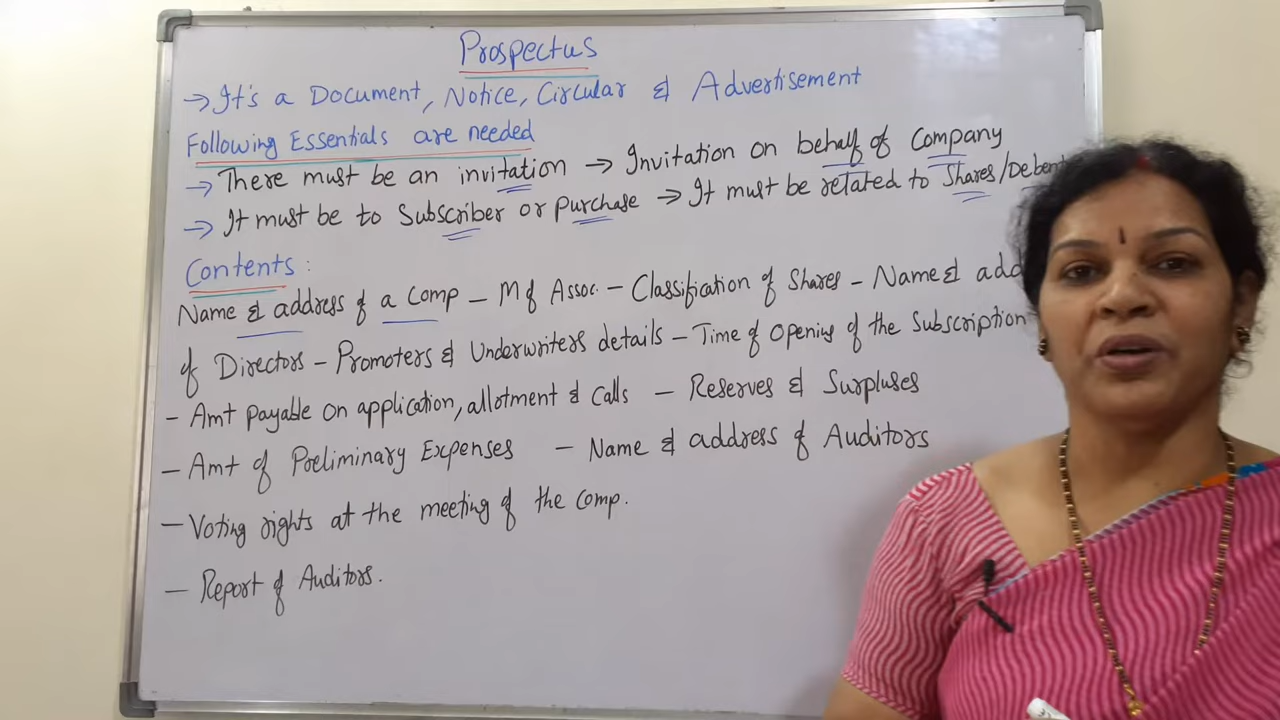 Prospectus
→ It's a Document, Notice, Circular & Advertisement
Following Essentials are needed
→ There must be an invitation → Invitation on behalf of Company
→ It must be to Subscriber or purchase → It must be related to Shares/Debent
Contents :
Name & address of a Comp – M of Assoc. – Classification of Shares – Name & add
of Directors – Promoters & Underwriters details – Time of Opening of the Subscription
– Amt payable on application, allotment & calls – Reserves & Surpluses
– Amt of Preliminary Expenses – Name & address of Auditors
– Voting rights at the meeting of the comp.
– Report of Auditors.